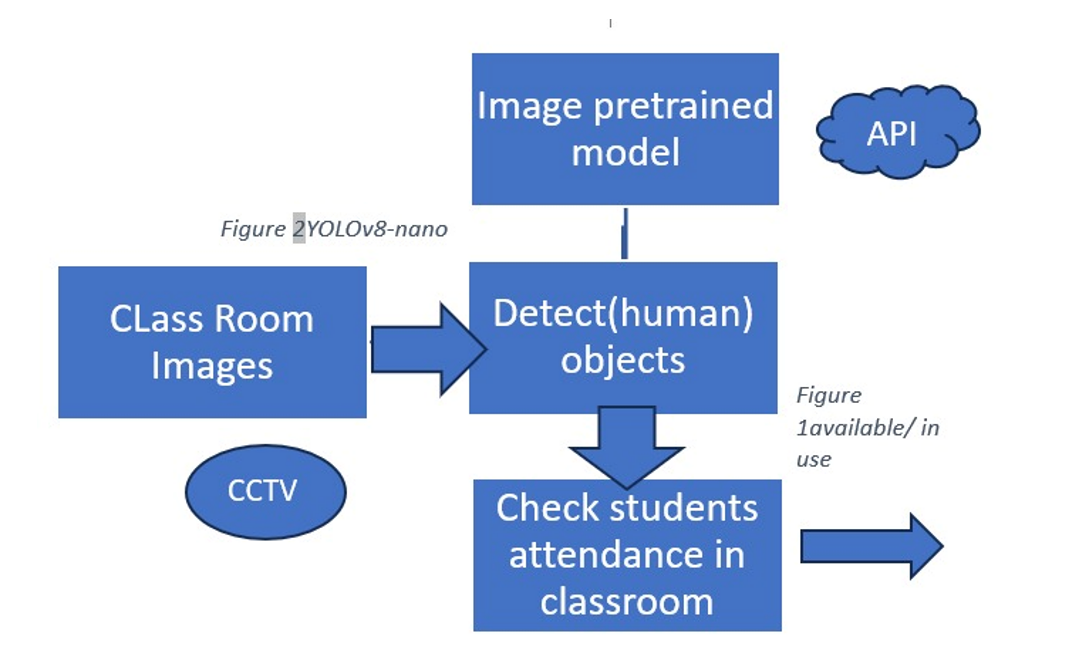 Image pretrained
model
API
Figure 2YOLOv8-nano
CLass Room
Images
Detect(human)
objects
Figure
1available/ in
use
CCTV
Check students
attendance in
classroom